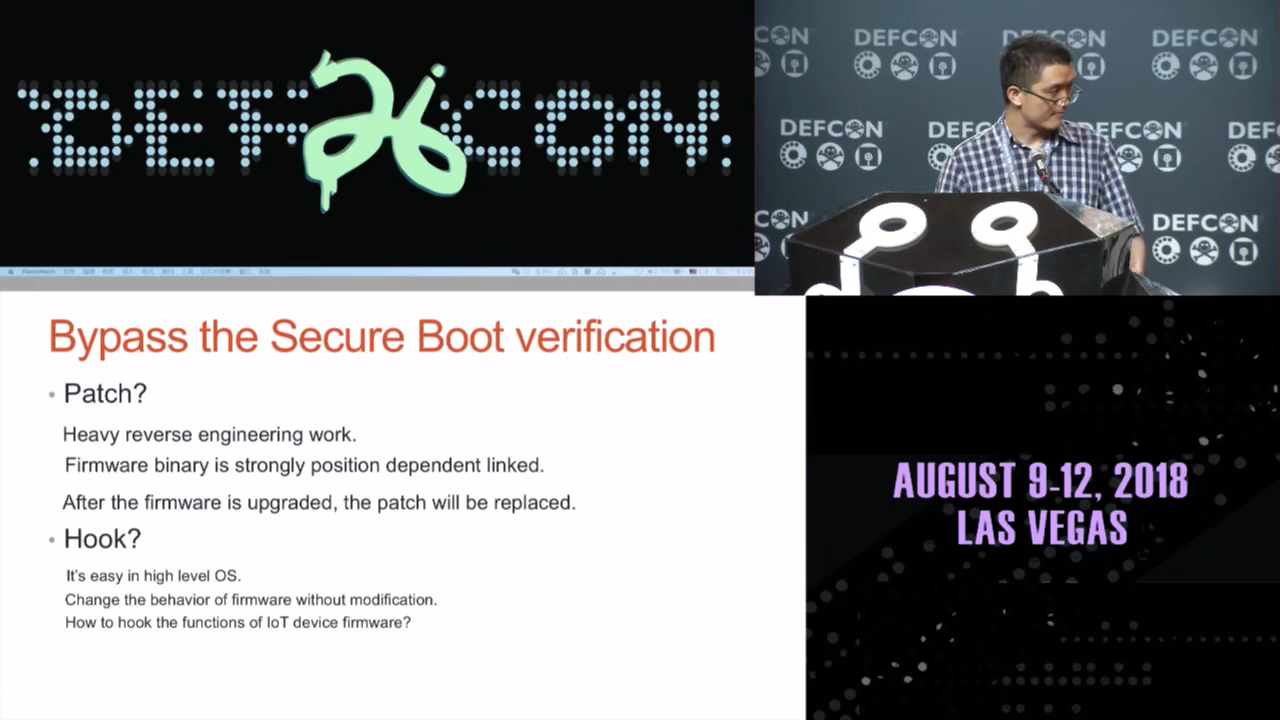 DEF CON 26
DEFCON DEFCON DEFCON
DEFCON DEFCON DEFCON DEFCON
DEFCON DEFCON
Bypass the Secure Boot verification
• Patch?
Heavy reverse engineering work.
Firmware binary is strongly position dependent linked.
After the firmware is upgraded, the patch will be replaced.
• Hook?
It's easy in high level OS.
Change the behavior of firmware without modification.
How to hook the functions of IoT device firmware?
AUGUST 9-12, 2018
LAS VEGAS